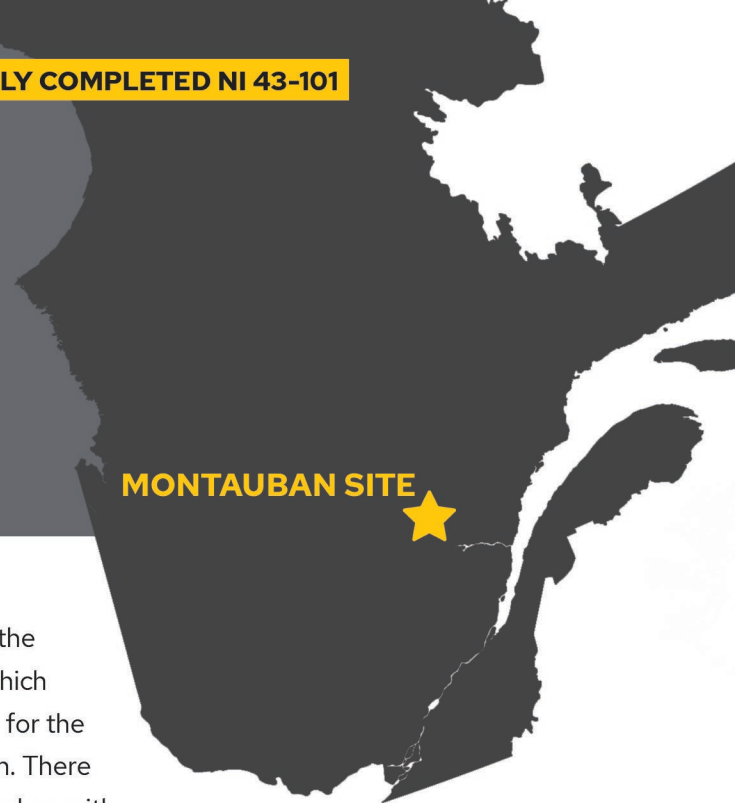 LY COMPLETED NI 43-101
MONTAUBAN SITE
the
hich
for the
n. There